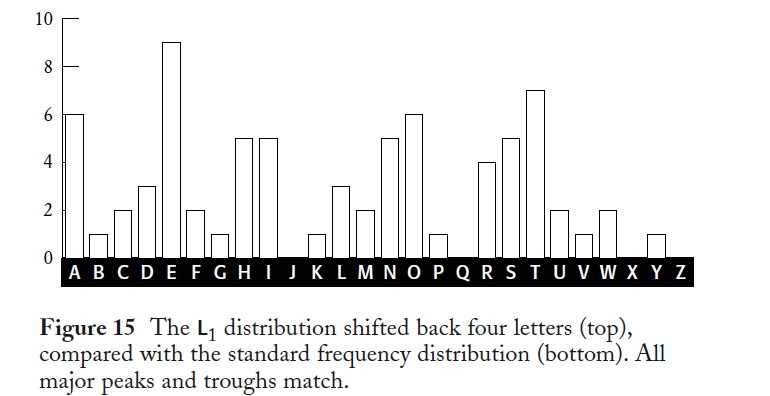 10
8
6
4
2
0
A B C D E F G H I J K L M N O P Q R S T U V W X Y Z
Figure 15 The L1 distribution shifted back four letters (top),
compared with the standard frequency distribution (bottom). All
major peaks and troughs match.